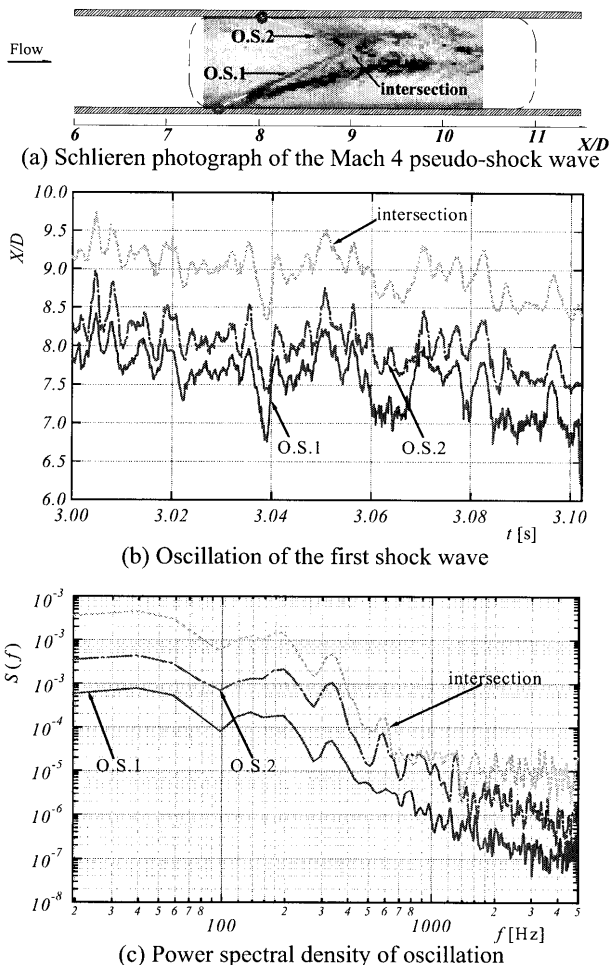 Flow
O.S.2
O.S.1
intersection
6 7 8 9 10 11 X/D
(a) Schlieren photograph of the Mach 4 pseudo-shock wave
10.0
9.5
9.0
8.5
8.0
7.5
7.0
6.5
6.0
X/D
intersection
O.S.1
O.S.2
3.00 3.02 3.04 3.06 3.08 3.10
t [s]
(b) Oscillation of the first shock wave
10-3
10-3
10-3
10-4
10-5
10-6
10-7
10-8
S(f)
intersection
O.S.1
O.S.2
2 3 4 5 6 7 8 2 3 4 5 6 7 8 2 3 4 5
100 1000 f [Hz]
(c) Power spectral density of oscillation